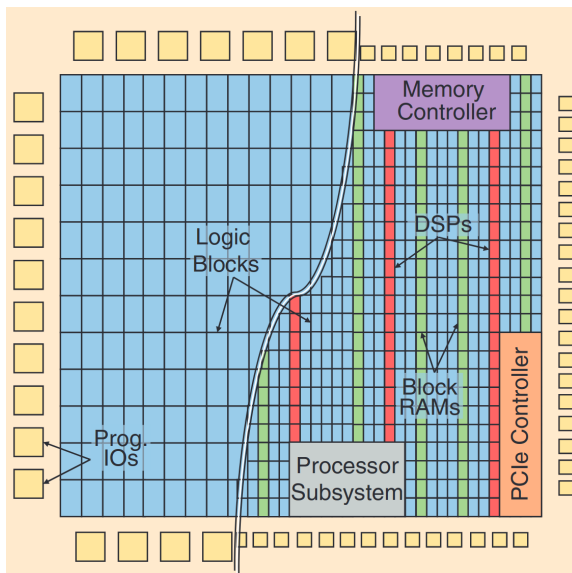 Memory
Controller
DSPs
Logic
Blocks
Block
RAMs
Prog.
IOs
Processor
Subsystem
PCIe Controller